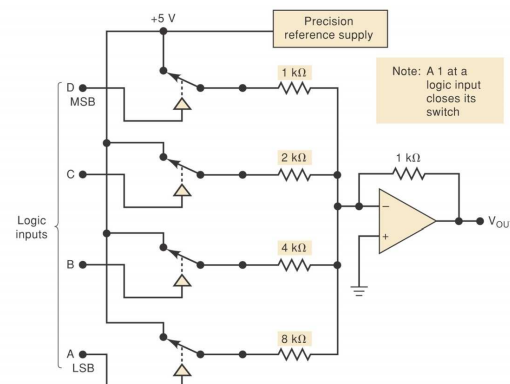 +5 V
Precision
reference supply
1 kΩ
Note: A 1 at a
logic input
closes its
switch
D
MSB
2 kΩ
1 kΩ
C
−
+
V_OU
Logic
inputs
4 kΩ
B
8 kΩ
A
LSB